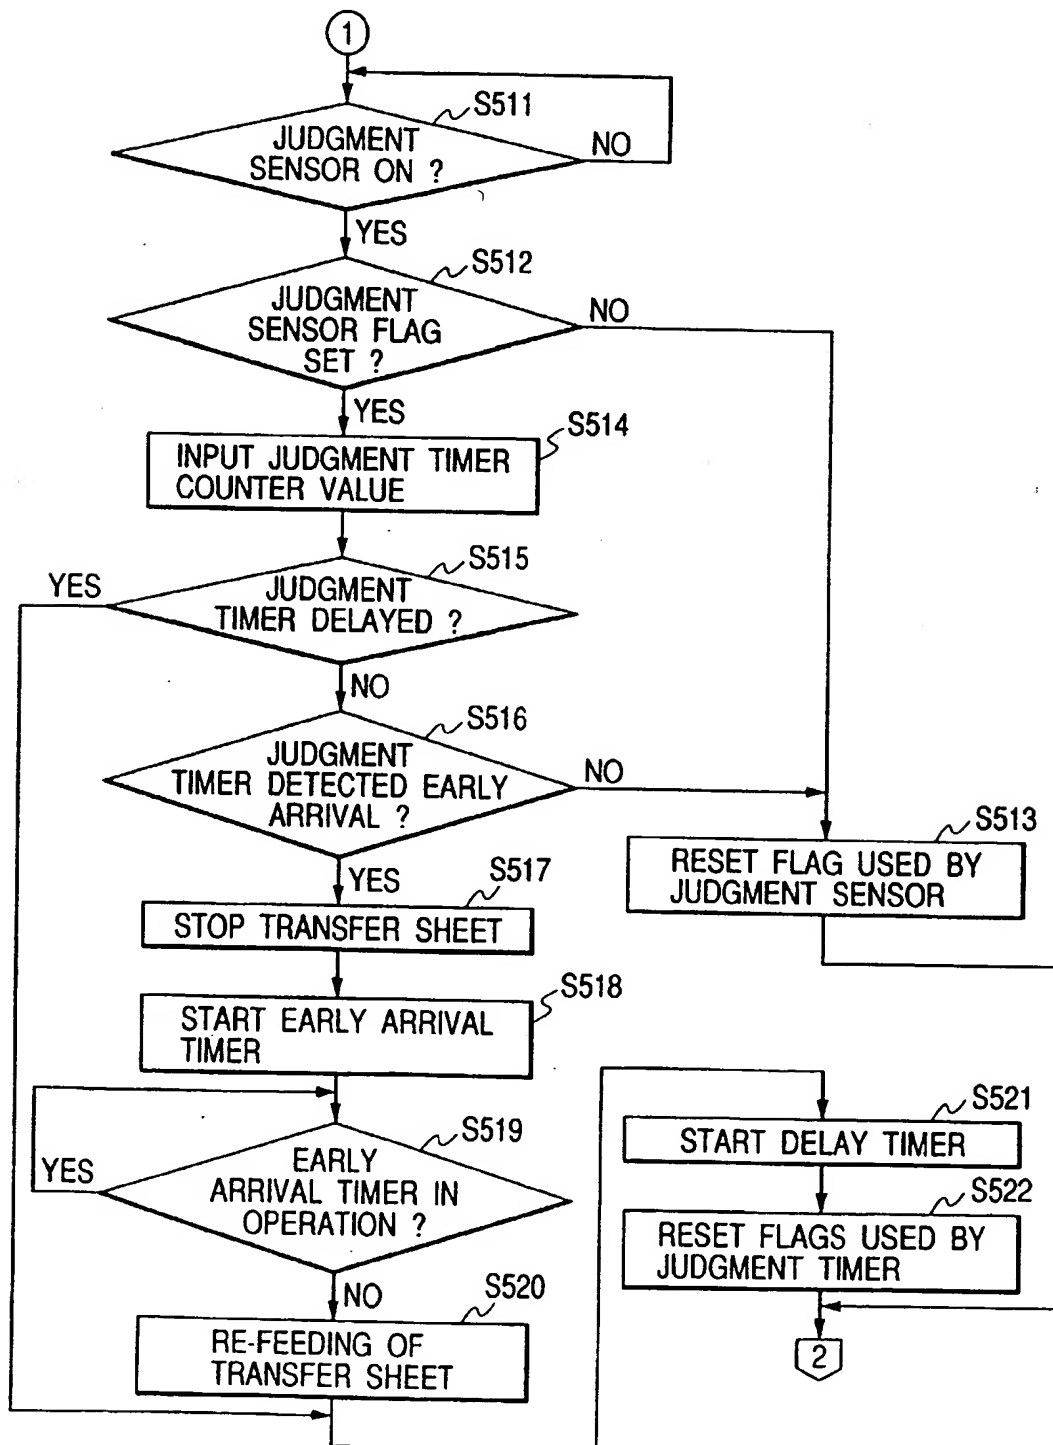 1
S511
JUDGMENT
SENSOR ON ?
NO
YES
S512
JUDGMENT
SENSOR FLAG
SET ?
NO
YES
S514
INPUT JUDGMENT TIMER
COUNTER VALUE
S515
YES
JUDGMENT
TIMER DELAYED ?
NO
S516
JUDGMENT
TIMER DETECTED EARLY
ARRIVAL ?
NO
S513
RESET FLAG USED BY
JUDGMENT SENSOR
YES
S517
STOP TRANSFER SHEET
S518
START EARLY ARRIVAL
TIMER
S519
YES
EARLY
ARRIVAL TIMER IN
OPERATION ?
NO
S520
RE-FEEDING OF
TRANSFER SHEET
S521
START DELAY TIMER
S522
RESET FLAGS USED BY
JUDGMENT TIMER
2